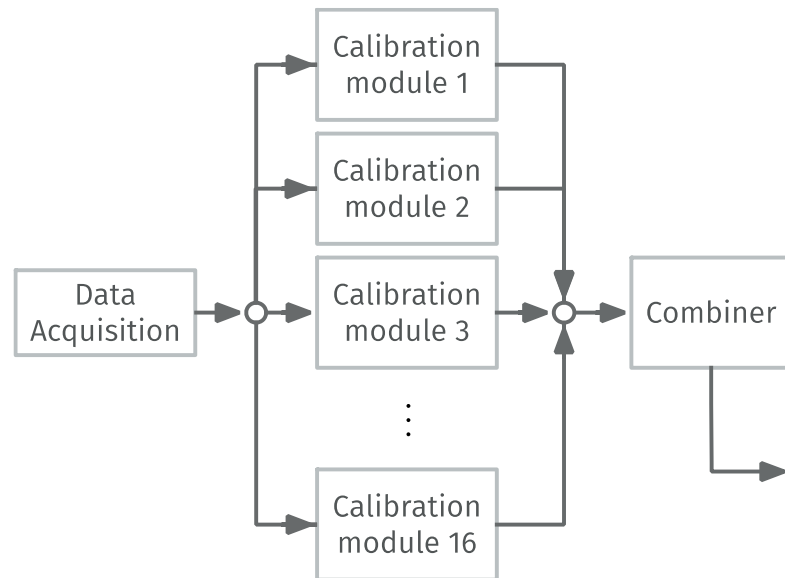 Calibration
module 1
Calibration
module 2
Data
Acquisition
Calibration
module 3
Combiner
⋮
Calibration
module 16